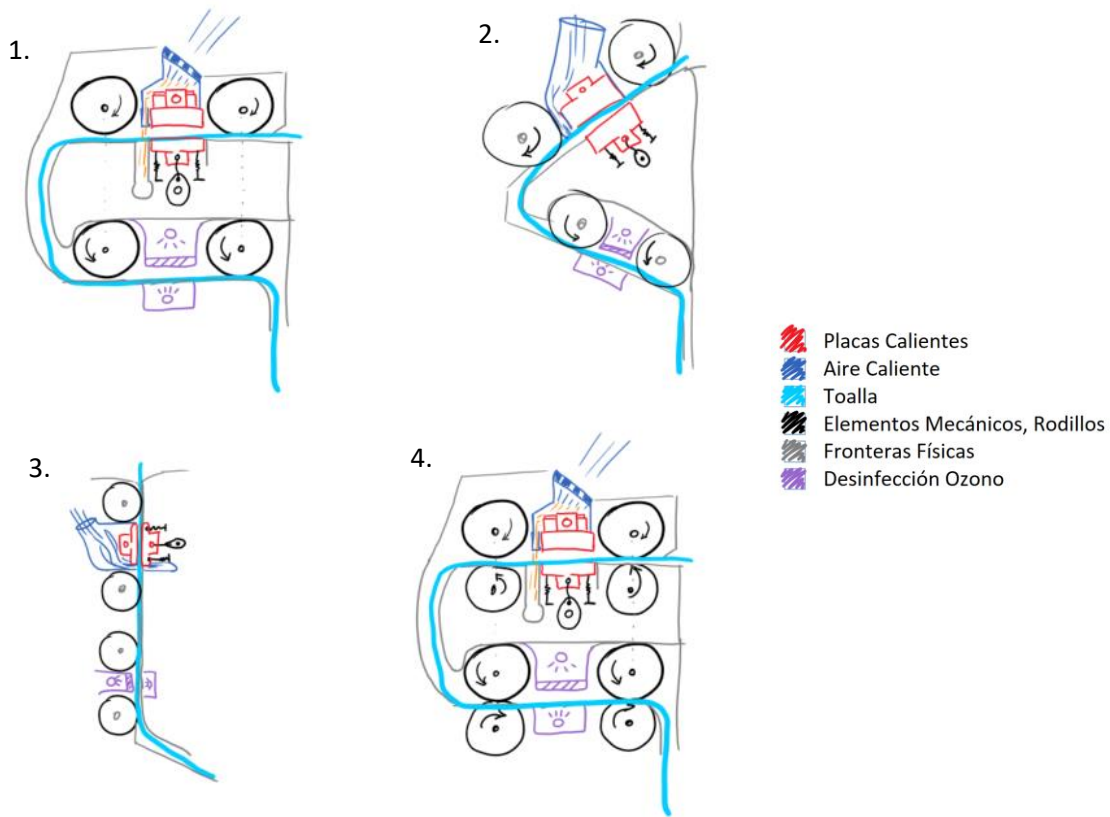 1.
2.
Placas Calientes
Aire Caliente
Toalla
Elementos Mecánicos, Rodillos
Fronteras Físicas
Desinfección Ozono
3.
4.